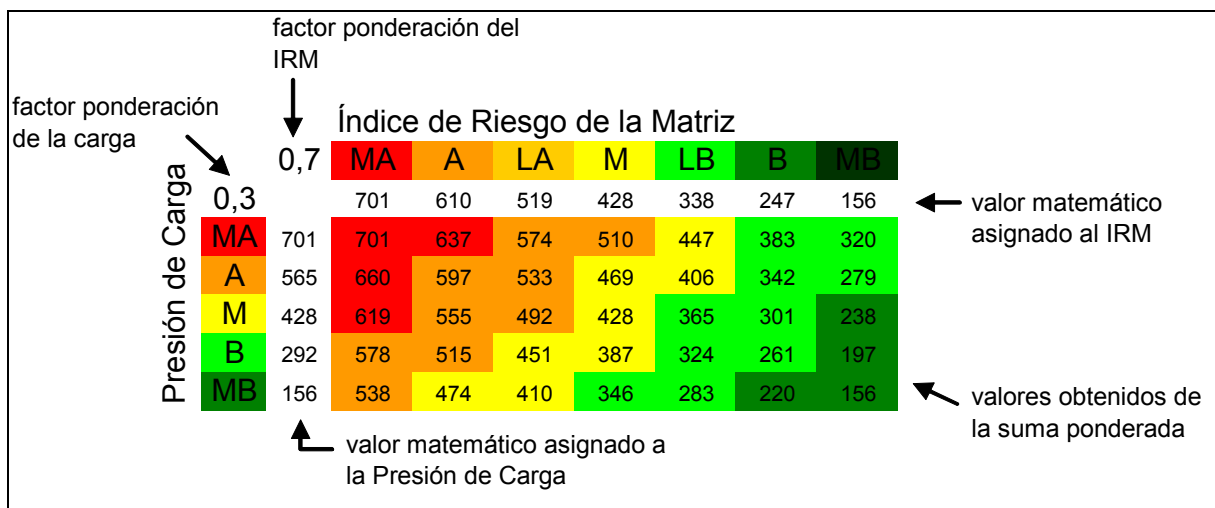 factor ponderación del
IRM
factor ponderación
de la carga
Índice de Riesgo de la Matriz
0,7 MA A LA M LB B MB
0,3 701 610 519 428 338 247 156
valor matemático
asignado al IRM
Presión de Carga
MA 701 701 637 574 510 447 383 320
A 565 660 597 533 469 406 342 279
M 428 619 555 492 428 365 301 238
B 292 578 515 451 387 324 261 197
MB 156 538 474 410 346 283 220 156
valores obtenidos de
la suma ponderada
valor matemático asignado a
la Presión de Carga